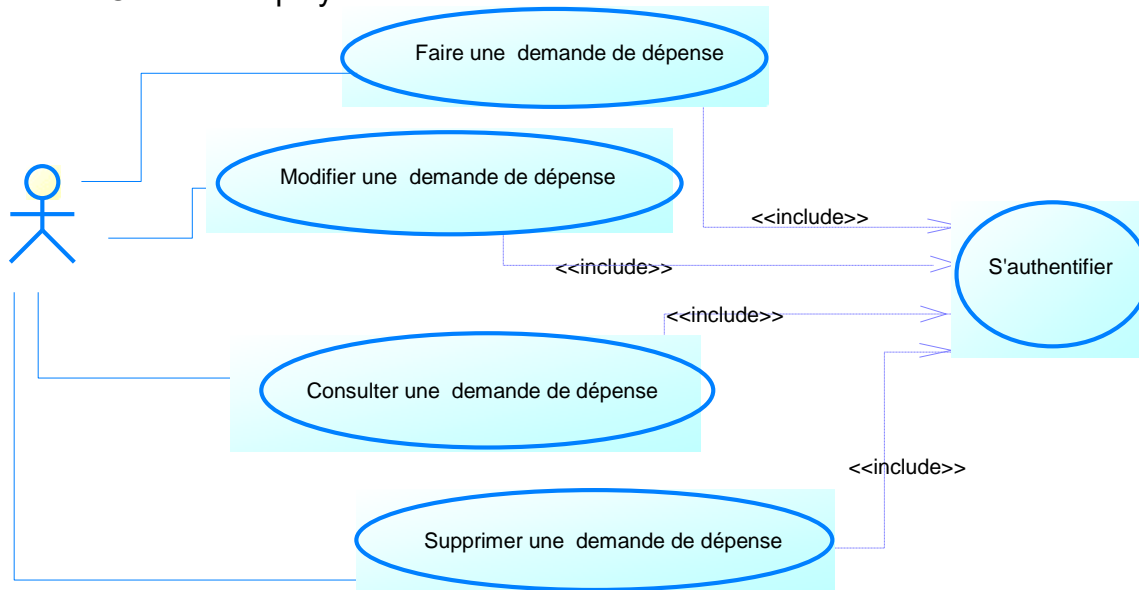 Faire une demande de dépense
Modifier une demande de dépense
<<include>>
<<include>>
S'authentifier
<<include>>
Consulter une demande de dépense
<<include>>
Supprimer une demande de dépense